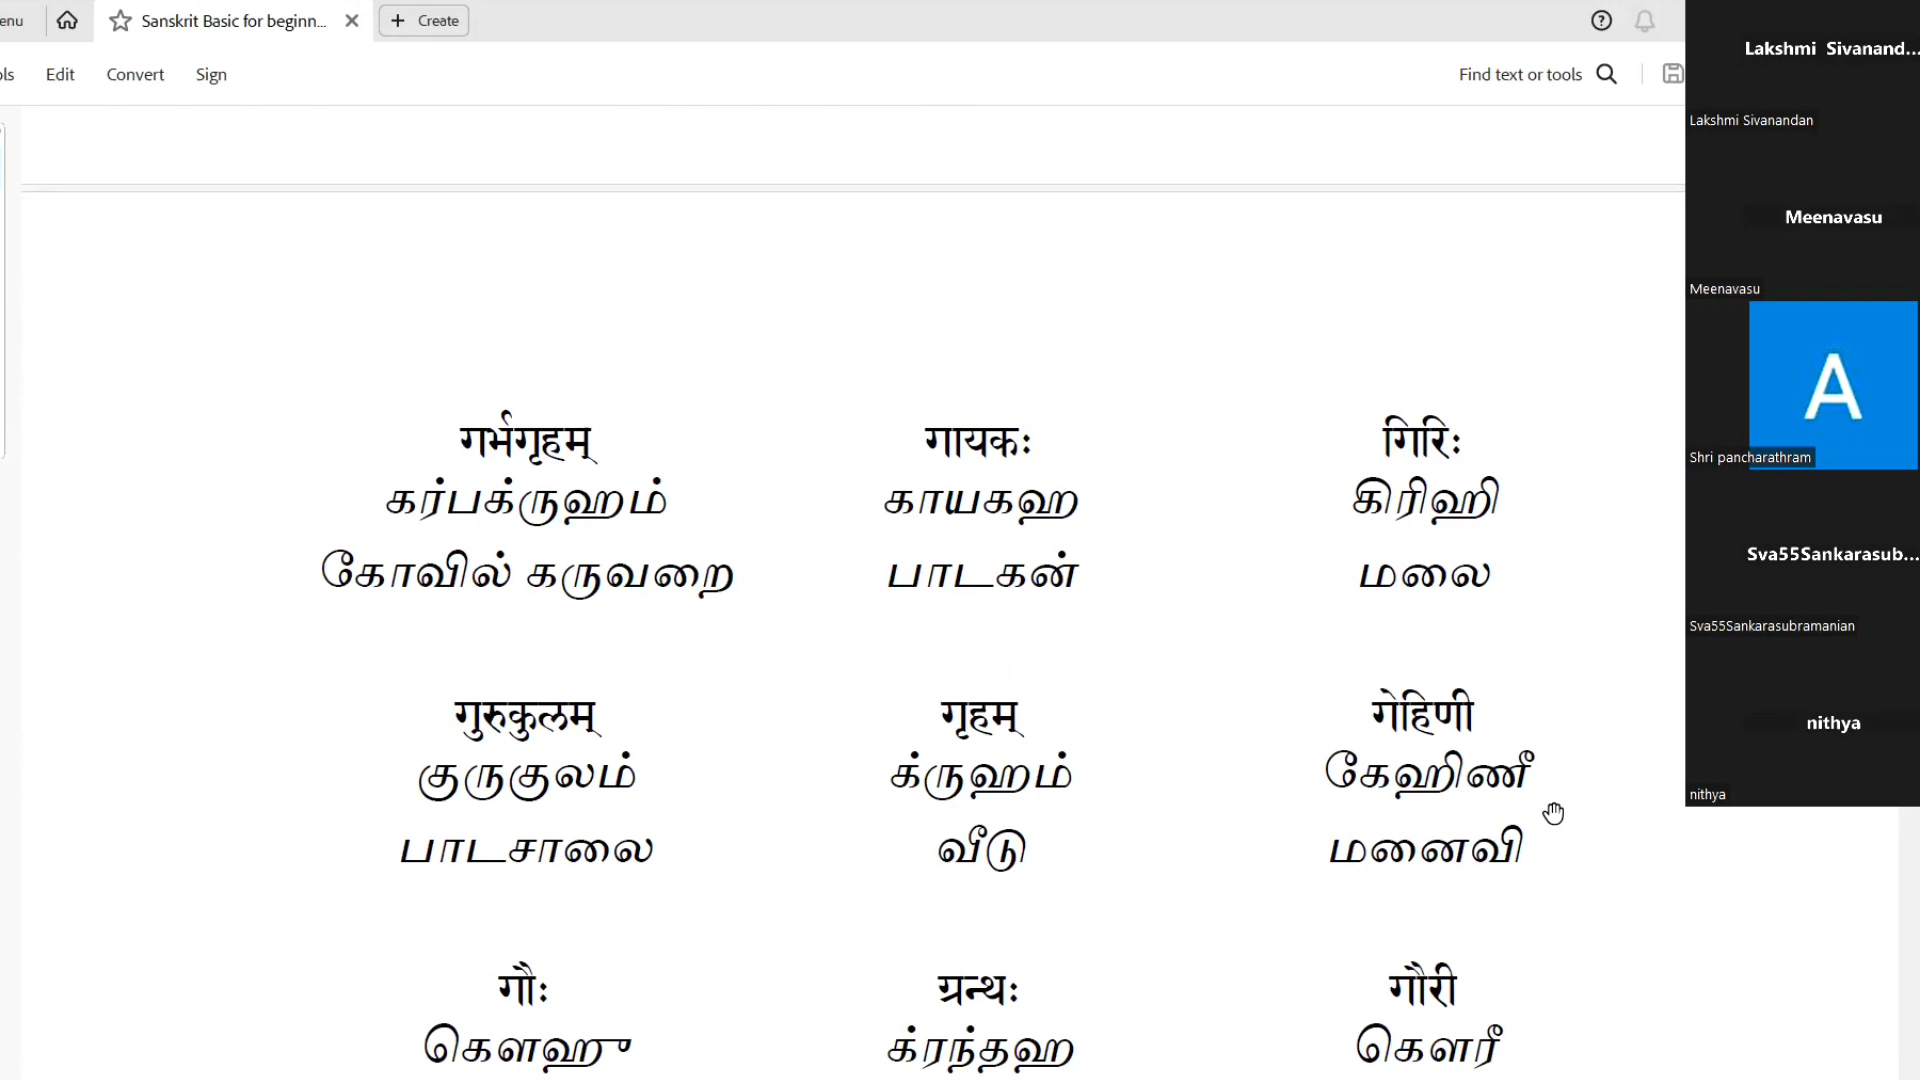 enu
Sanskrit Basic for beginn...
Create
ols
Edit
Convert
Sign
Find text or tools
गर्भगृहम्
गायकः
गिरिः
கர்பக்ருஹம்
காயகஹ
கிரிஹி
கோவில் கருவறை
பாடகன்
மலை
गुरुकुलम्
गृहम्
गेहिणी
குருகுலம்
க்ருஹம்
கேஹிணீ
பாடசாலை
வீடு
மனைவி
गौः
ग्रन्थः
गौरी
கௌஹு
க்ரந்தஹ
கௌரீ
Lakshmi Sivanand...
Lakshmi Sivanandan
Meenavasu
Meenavasu
A
Shri pancharathram
Sva55Sankarasub...
Sva55Sankarasubramanian
nithya
nithya